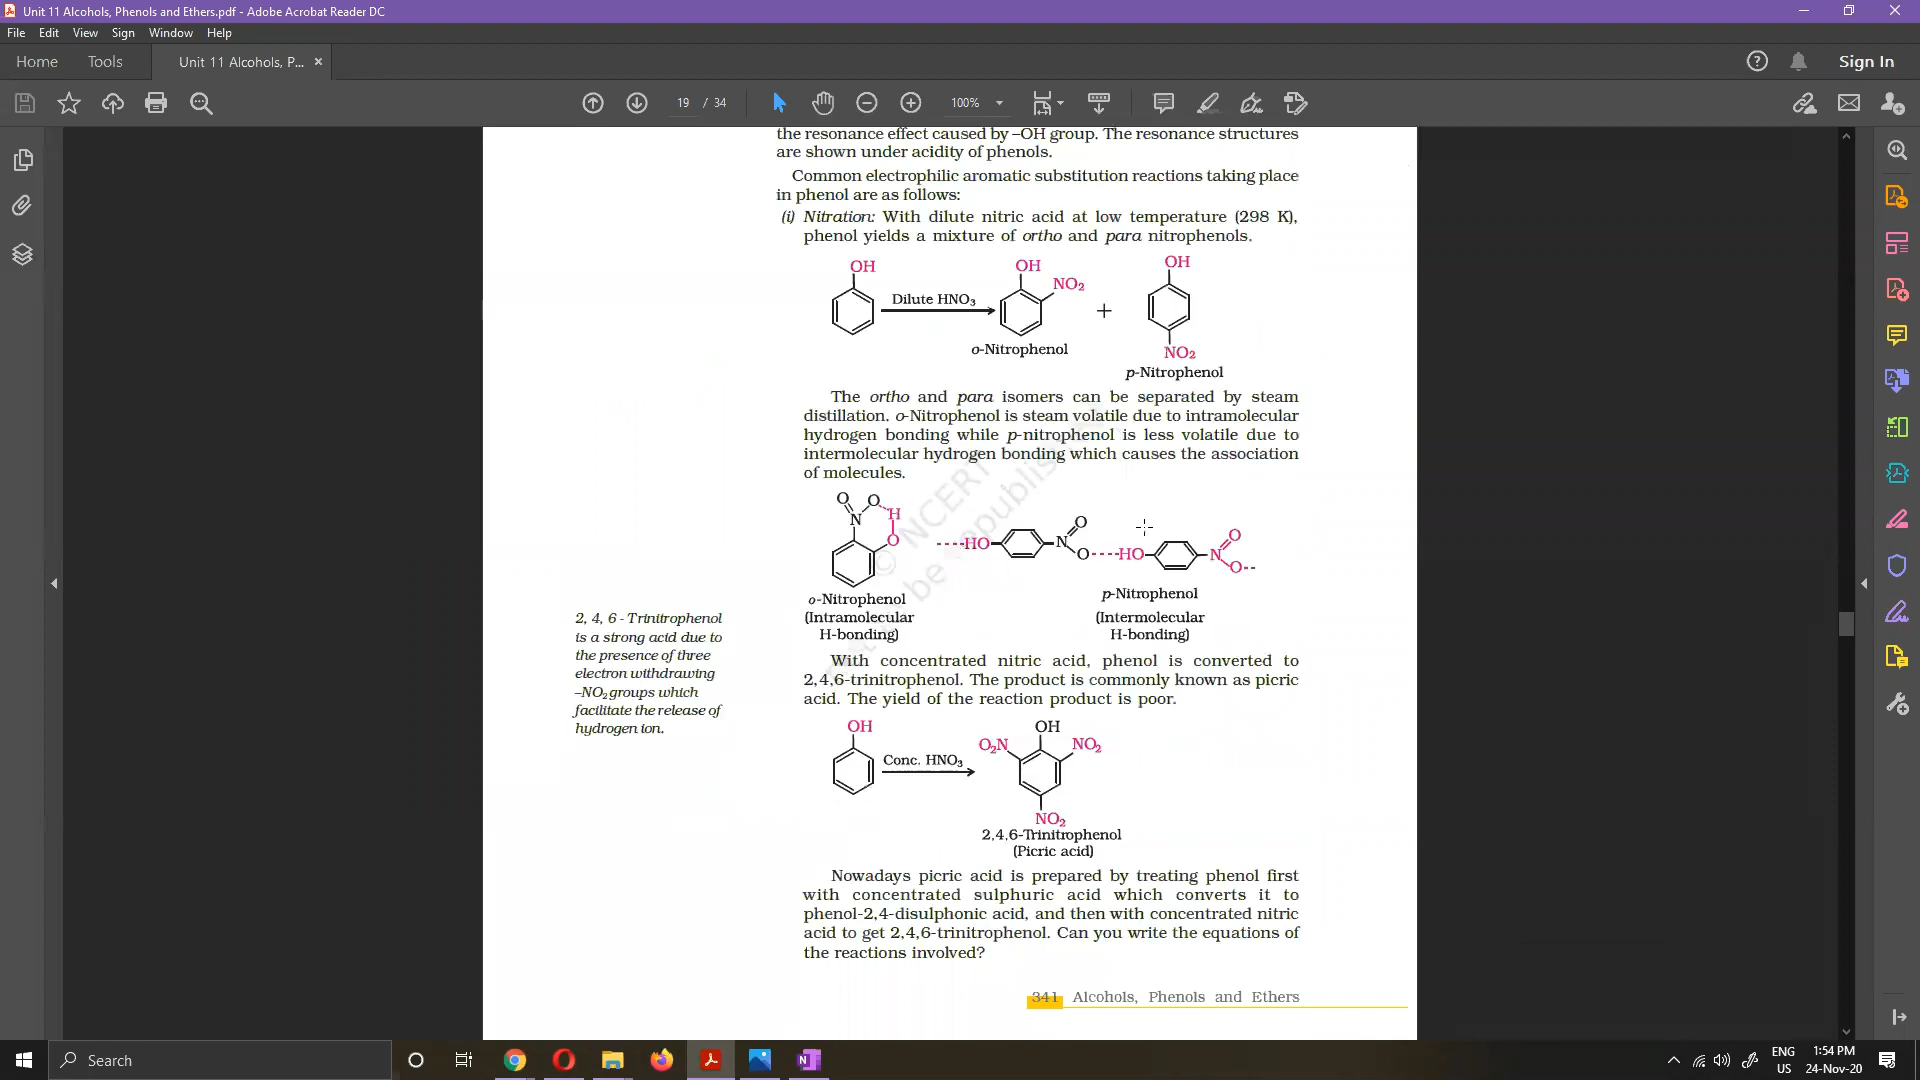 Unit 11 Alcohols, Phenols and Ethers.pdf - Adobe Acrobat Reader DC
File Edit View Sign Window Help
Home Tools Unit 11 Alcohols, P... × Sign In
19 / 34 100%
the resonance effect caused by –OH group. The resonance structures
are shown under acidity of phenols.
Common electrophilic aromatic substitution reactions taking place
in phenol are as follows:
(i) Nitration: With dilute nitric acid at low temperature (298 K),
phenol yields a mixture of ortho and para nitrophenols.
OH OH NO₂ OH
Dilute HNO₃ +
NO₂
o-Nitrophenol
p-Nitrophenol
The ortho and para isomers can be separated by steam
distillation. o-Nitrophenol is steam volatile due to intramolecular
hydrogen bonding while p-nitrophenol is less volatile due to
intermolecular hydrogen bonding which causes the association
of molecules.
O O H N O
HO N O O HO N O O
o-Nitrophenol
(Intramolecular
H-bonding)
p-Nitrophenol
(Intermolecular
H-bonding)
2, 4, 6 - Trinitrophenol
is a strong acid due to
the presence of three
electron withdrawing
–NO₂ groups which
facilitate the release of
hydrogen ion.
With concentrated nitric acid, phenol is converted to
2,4,6-trinitrophenol. The product is commonly known as picric
acid. The yield of the reaction product is poor.
OH OH
O₂N NO₂
Conc. HNO₃
NO₂
2,4,6-Trinitrophenol
(Picric acid)
Nowadays picric acid is prepared by treating phenol first
with concentrated sulphuric acid which converts it to
phenol-2,4-disulphonic acid, and then with concentrated nitric
acid to get 2,4,6-trinitrophenol. Can you write the equations of
the reactions involved?
341 Alcohols, Phenols and Ethers
© NCERT
be republis
Search
ENG
US
1:54 PM
24-Nov-20